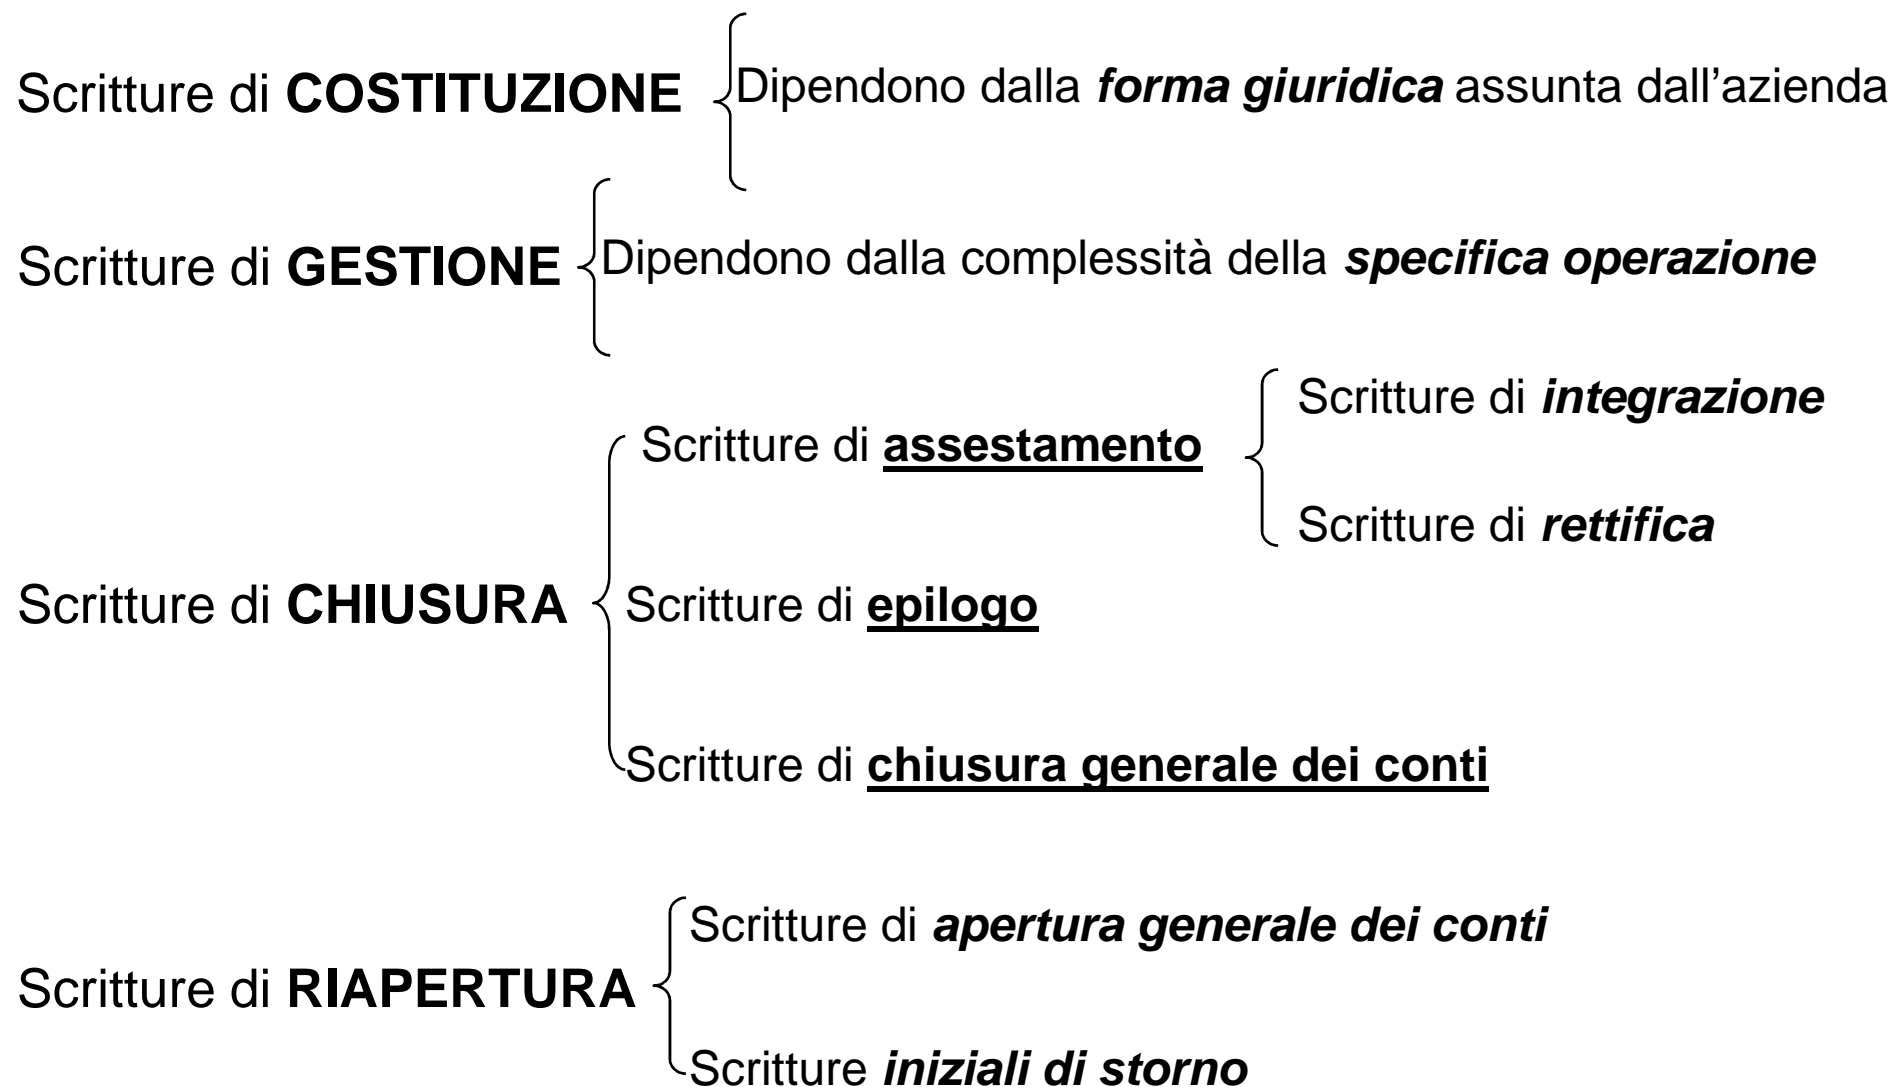 Scritture di COSTITUZIONE Dipendono dalla forma giuridica assunta dall’azienda
Scritture di GESTIONE Dipendono dalla complessità della specifica operazione
Scritture di integrazione
Scritture di assestamento
Scritture di rettifica
Scritture di CHIUSURA Scritture di epilogo
Scritture di chiusura generale dei conti
Scritture di apertura generale dei conti
Scritture di RIAPERTURA
Scritture iniziali di storno